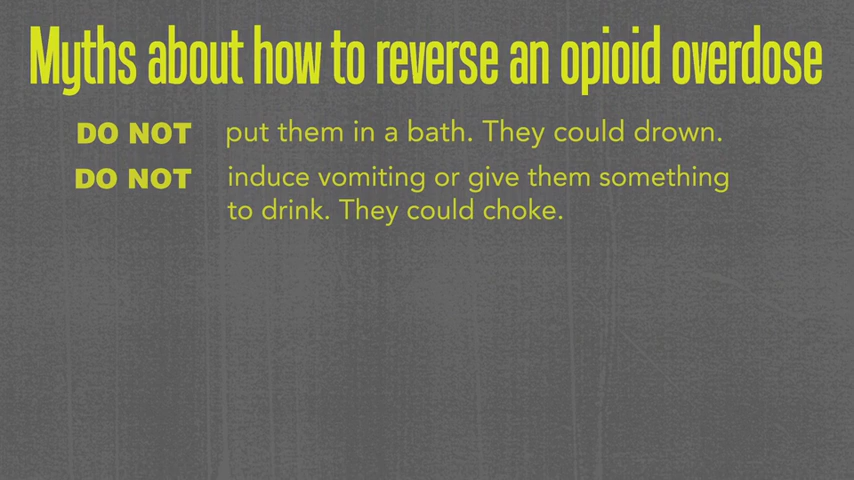 Myths about how to reverse an opioid overdose
DO NOT put them in a bath. They could drown.
DO NOT induce vomiting or give them something
to drink. They could choke.